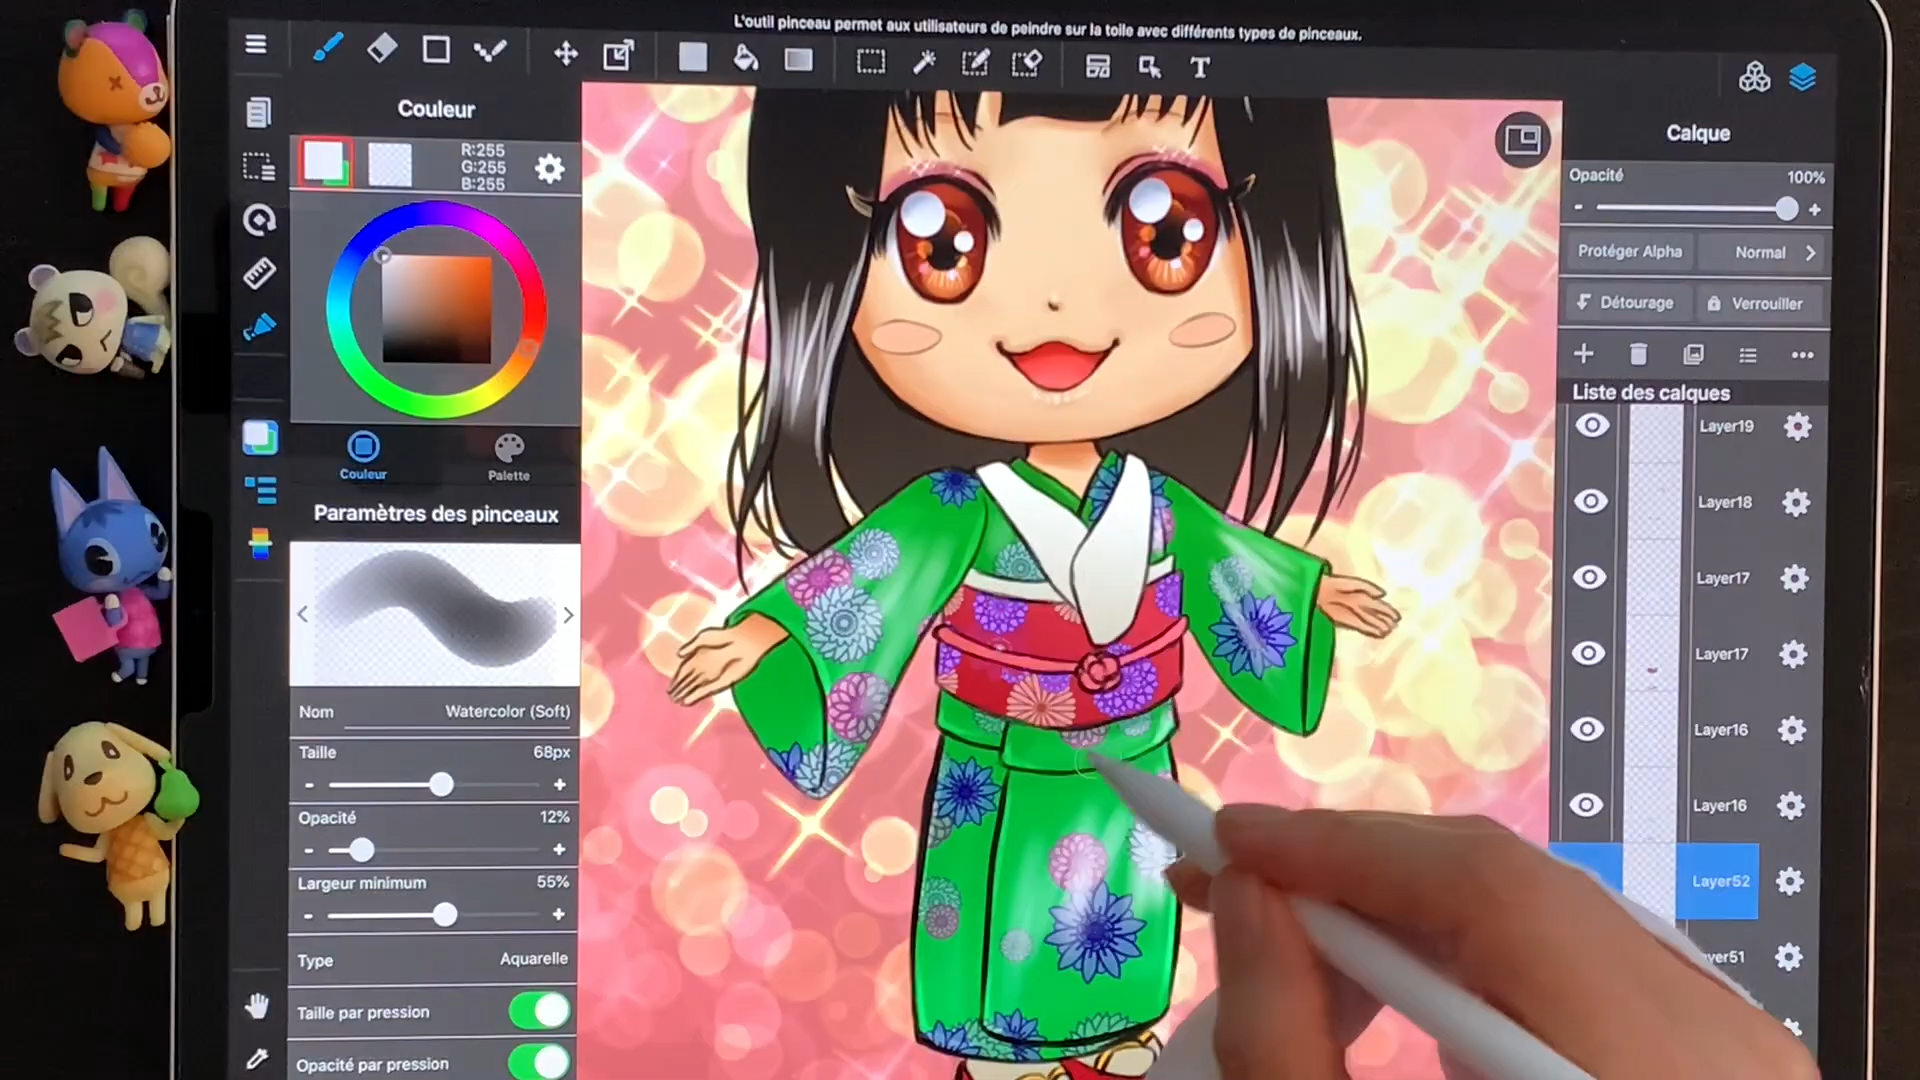 L'outil pinceau permet aux utilisateurs de peindre sur la toile avec différents types de pinceaux.
T
Couleur
R:255
G:255
B:255
Couleur
Palette
Paramètres des pinceaux
Nom Watercolor (Soft)
Taille 68px
- +
Opacité 12%
- +
Largeur minimum 55%
- +
Type Aquarelle
Taille par pression
Opacité par pression
Calque
Opacité 100%
- +
Protéger Alpha Normal
Détourage Verrouiller
Liste des calques
Layer19
Layer18
Layer17
Layer17
Layer16
Layer16
Layer52
yer51